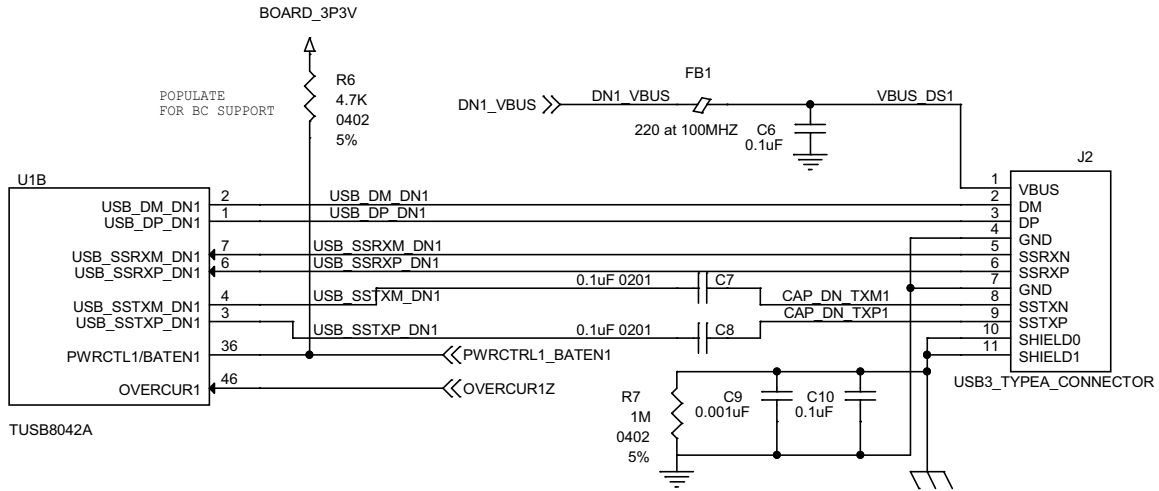 BOARD_3P3V
POPULATE
FOR BC SUPPORT
R6
4.7K
0402
5%
FB1
DN1_VBUS
DN1_VBUS
VBUS_DS1
220 at 100MHZ
C6
0.1uF
J2
U1B
USB_DM_DN1
USB_DP_DN1
USB_SSRXM_DN1
USB_SSRXP_DN1
USB_SSTXM_DN1
USB_SSTXP_DN1
PWRCTL1/BATEN1
OVERCUR1
2
1
7
6
4
3
36
46
TUSB8042A
USB_DM_DN1
USB_DP_DN1
USB_SSRXM_DN1
USB_SSRXP_DN1
USB_SSTXM_DN1
USB_SSTXP_DN1
0.1uF 0201
C7
0.1uF 0201
C8
CAP_DN_TXM1
CAP_DN_TXP1
PWRCTRL1_BATEN1
OVERCUR1Z
1
2
3
4
5
6
7
8
9
10
11
VBUS
DM
DP
GND
SSRXN
SSRXP
GND
SSTXN
SSTXP
SHIELD0
SHIELD1
USB3_TYPEA_CONNECTOR
R7
1M
0402
5%
C9
0.001uF
C10
0.1uF